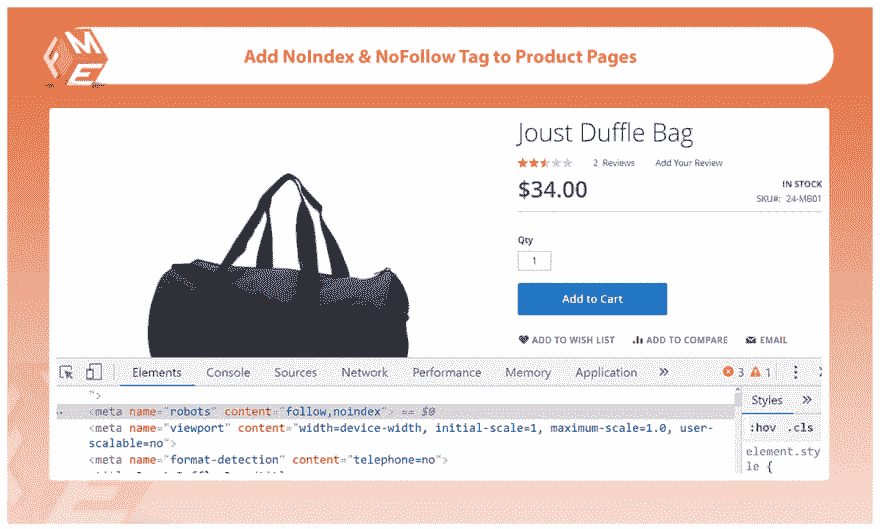 FME
Add NoIndex & NoFollow Tag to Product Pages
Joust Duffle Bag
2 Reviews Add Your Review
$34.00
IN STOCK
SKU#: 24-MB01
Qty
1
Add to Cart
ADD TO WISH LIST ADD TO COMPARE EMAIL
Elements Console Sources Network Performance Memory Application » 3 1
">
<meta name="robots" content="follow,noindex"> == $0
<meta name="viewport" content="width=device-width, initial-scale=1, maximum-scale=1.0, user-
scalable=no">
<meta name="format-detection" content="telephone=no">
Styles »
:hov .cls
element.sty
le {